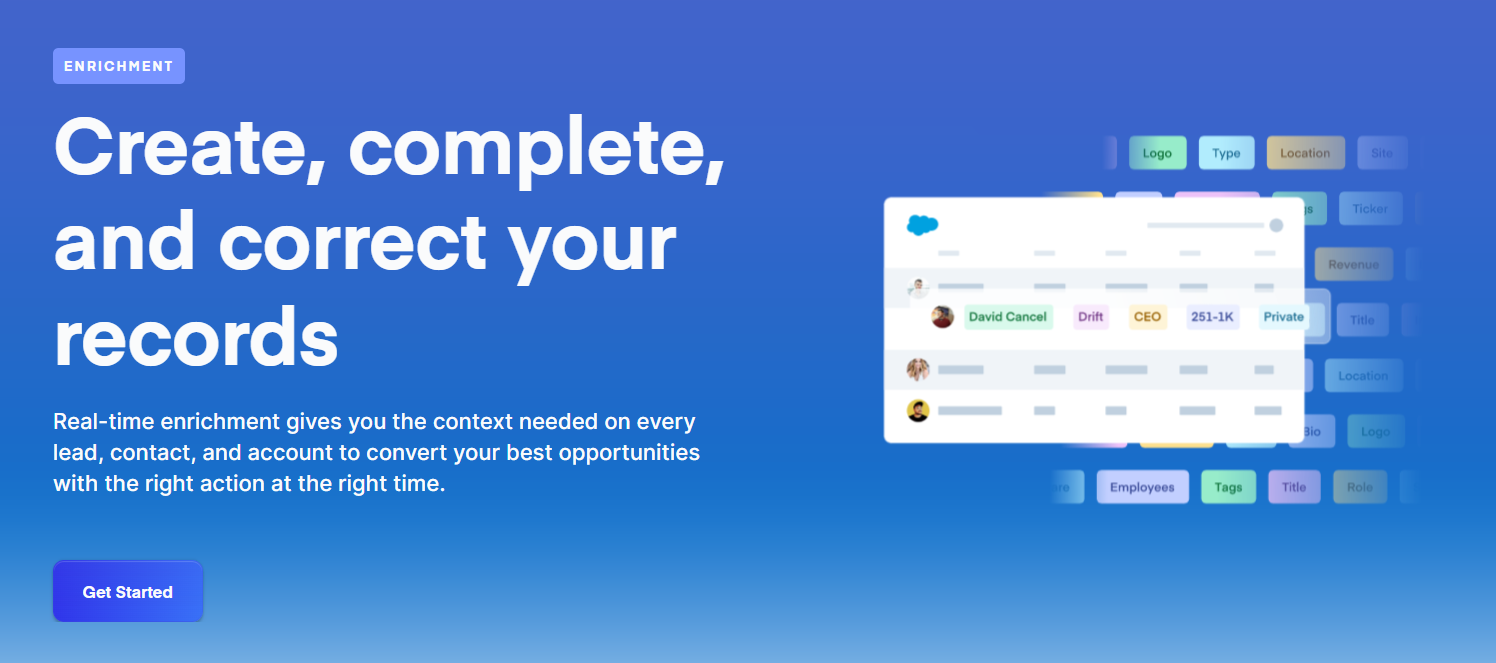 ENRICHMENT
Create, complete,
and correct your
records
Real-time enrichment gives you the context needed on every
lead, contact, and account to convert your best opportunities
with the right action at the right time.
Get Started
Logo Type Location Site
Ticker
Revenue
David Cancel Drift CEO 251-1K Private
Title
Location
Bio Logo
Employees Tags Title Role